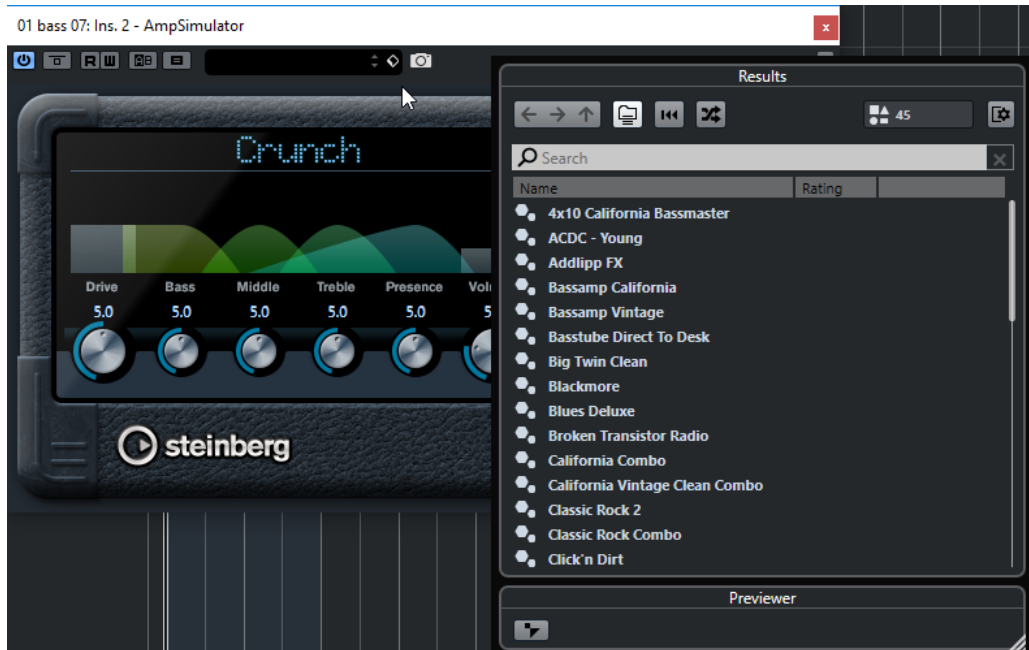 01 bass 07: Ins. 2 - AmpSimulator
x
R W AB
Results
45
Search
Name Rating
4x10 California Bassmaster
ACDC - Young
Addlipp FX
Bassamp California
Bassamp Vintage
Basstube Direct To Desk
Big Twin Clean
Blackmore
Blues Deluxe
Broken Transistor Radio
California Combo
California Vintage Clean Combo
Classic Rock 2
Classic Rock Combo
Click'n Dirt
Previewer
Crunch
Drive Bass Middle Treble Presence Volu
5.0 5.0 5.0 5.0 5.0 5
steinberg